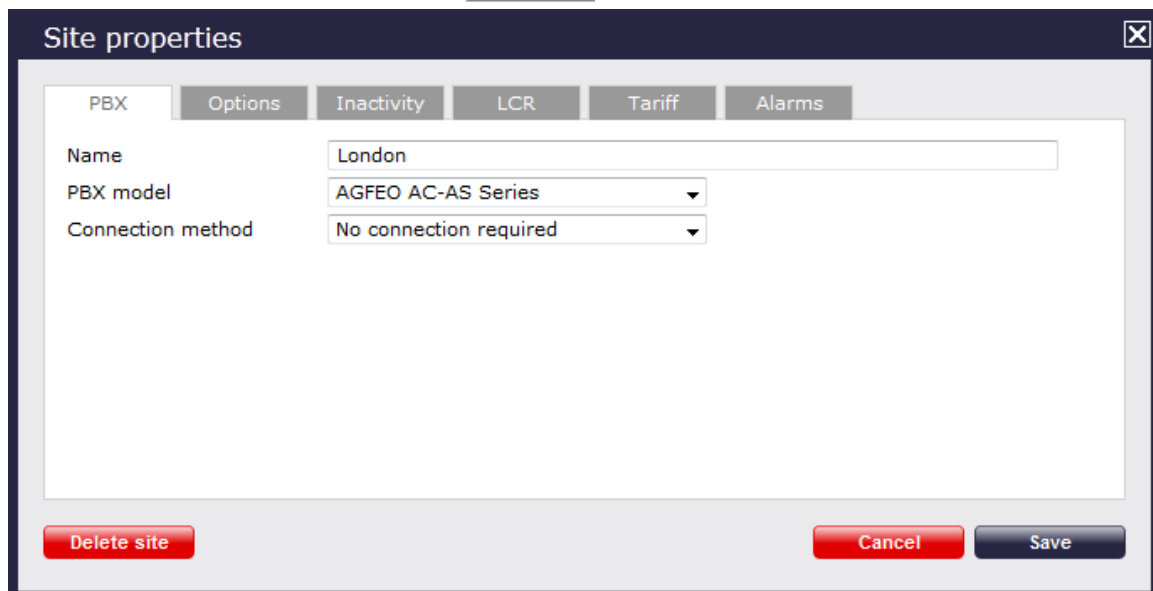 Site properties
PBX Options Inactivity LCR Tariff Alarms
Name London
PBX model AGFEO AC-AS Series
Connection method No connection required
Delete site Cancel Save